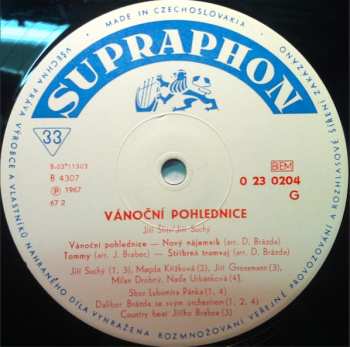 MADE IN CZECHOSLOVAKIA
SUPRAPHON
33
B-03*11303
B 4307
Ⓟ 1967
67 2
BIEM
0 23 0204
G
VÁNOČNÍ POHLEDNICE
Jiří Šlitr/Jiří Suchý
Vánoční pohlednice — Nový nájemník (arr. D. Brázda)
Tommy (arr. J. Brabec) — Stříbrná tramvaj (arr. D. Brázda)
Jiří Suchý (1, 3), Magda Křížková (2), Jiří Grossmann (3),
Milan Drobný, Naďa Urbánková (4),
Sbor Lubomíra Pánka (1, 4)
Dalibor Brázda se svým orchestrem (1, 2, 4)
Country beat Jiřího Brabce (3)
VŠECHNA PRÁVA VÝROBCE A VLASTNÍKA NAHRANÉHO DÍLA VYHRAŽENA. ROZMNOŽOVÁNÍ VEŘEJNÉ PROVOZOVÁNÍ A ROZHLASOVÉ ŠÍŘENÍ ZAKÁZÁNO